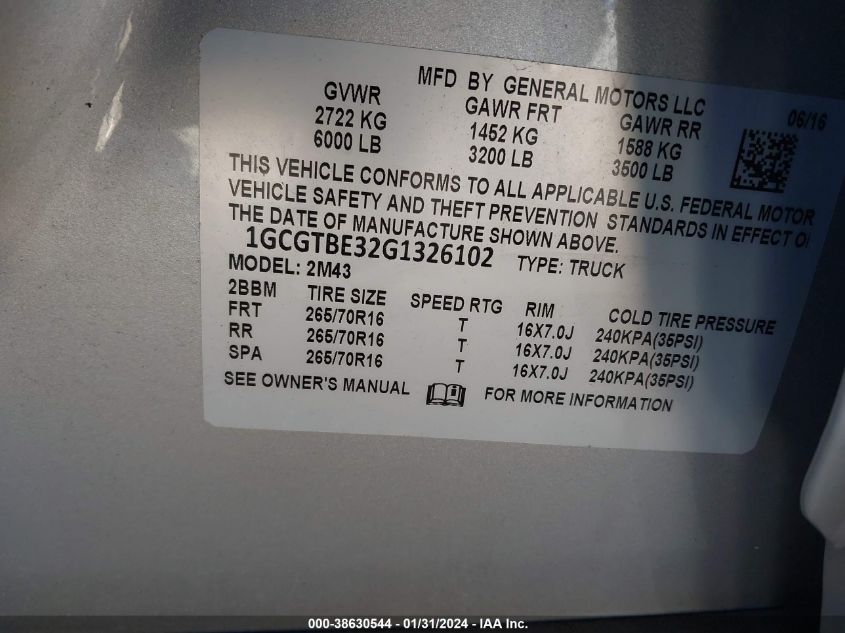 MFD BY GENERAL MOTORS LLC
06/16
GVWR GAWR FRT GAWR RR
2722 KG 1452 KG 1588 KG
6000 LB 3200 LB 3500 LB
THIS VEHICLE CONFORMS TO ALL APPLICABLE U.S. FEDERAL MOTOR
VEHICLE SAFETY AND THEFT PREVENTION STANDARDS IN EFFECT O
THE DATE OF MANUFACTURE SHOWN ABOVE.
1GCGTBE32G1326102 TYPE: TRUCK
MODEL: 2M43
2BBM TIRE SIZE SPEED RTG RIM COLD TIRE PRESSURE
FRT 265/70R16 T 16X7.0J 240KPA(35PSI)
RR 265/70R16 T 16X7.0J 240KPA(35PSI)
SPA 265/70R16 T 16X7.0J 240KPA(35PSI)
SEE OWNER'S MANUAL FOR MORE INFORMATION
000-38630544 - 01/31/2024 - IAA Inc.